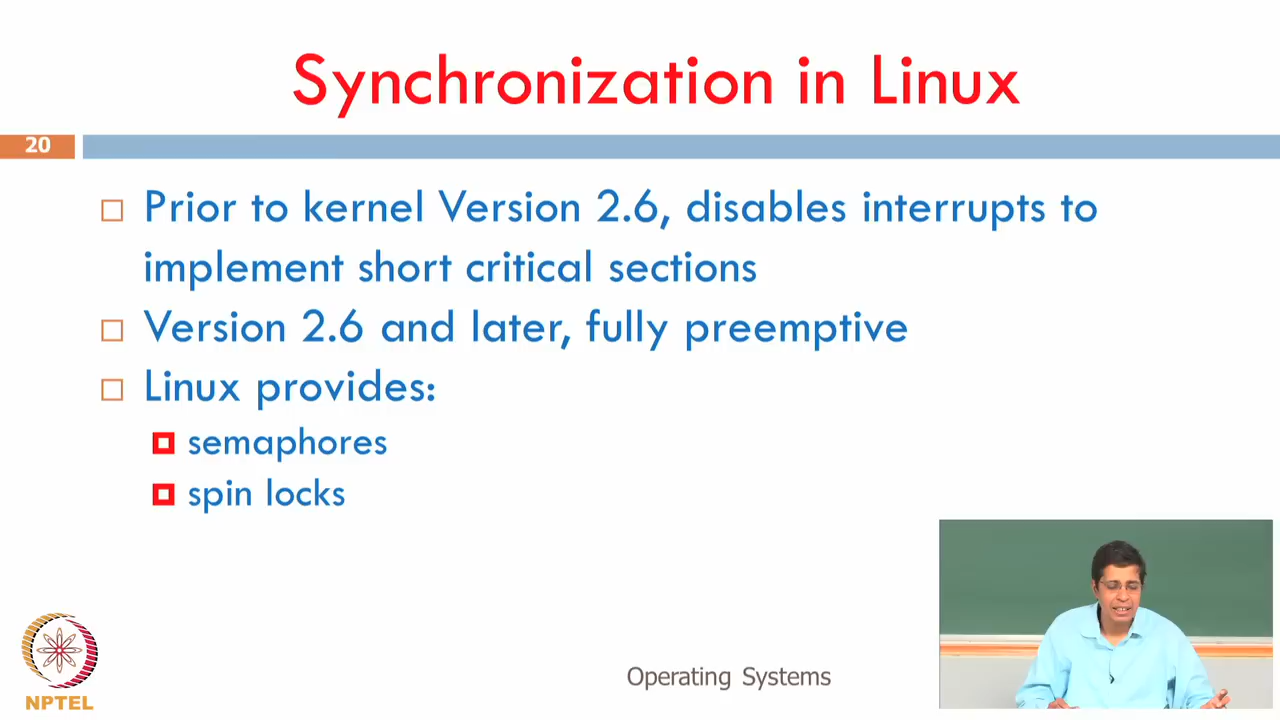 Synchronization in Linux
20
Prior to kernel Version 2.6, disables interrupts to
implement short critical sections
Version 2.6 and later, fully preemptive
Linux provides:
semaphores
spin locks
NPTEL
Operating Systems